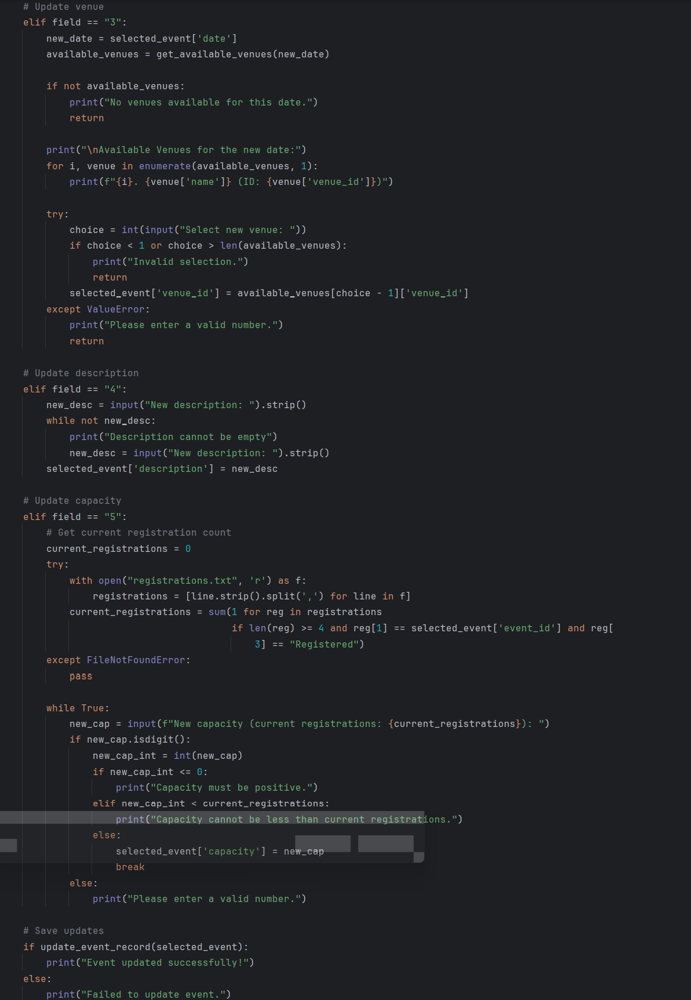 # Update venue
elif field == "3":
    new_date = selected_event['date']
    available_venues = get_available_venues(new_date)

    if not available_venues:
        print("No venues available for this date.")
        return

    print("\nAvailable Venues for the new date:")
    for i, venue in enumerate(available_venues, 1):
        print(f"{i}. {venue['name']} (ID: {venue['venue_id']})")

    try:
        choice = int(input("Select new venue: "))
        if choice < 1 or choice > len(available_venues):
            print("Invalid selection.")
            return
        selected_event['venue_id'] = available_venues[choice - 1]['venue_id']
    except ValueError:
        print("Please enter a valid number.")
        return

# Update description
elif field == "4":
    new_desc = input("New description: ").strip()
    while not new_desc:
        print("Description cannot be empty")
        new_desc = input("New description: ").strip()
    selected_event['description'] = new_desc

# Update capacity
elif field == "5":
    # Get current registration count
    current_registrations = 0
    try:
        with open("registrations.txt", 'r') as f:
            registrations = [line.strip().split(',') for line in f]
        current_registrations = sum(1 for reg in registrations
                                    if len(reg) >= 4 and reg[1] == selected_event['event_id'] and reg[
                                        3] == "Registered")
    except FileNotFoundError:
        pass

    while True:
        new_cap = input(f"New capacity (current registrations: {current_registrations}): ")
        if new_cap.isdigit():
            new_cap_int = int(new_cap)
            if new_cap_int <= 0:
                print("Capacity must be positive.")
            elif new_cap_int < current_registrations:
                print("Capacity cannot be less than current registrations.")
            else:
                selected_event['capacity'] = new_cap
                break
        else:
            print("Please enter a valid number.")

# Save updates
if update_event_record(selected_event):
    print("Event updated successfully!")
else:
    print("Failed to update event.")